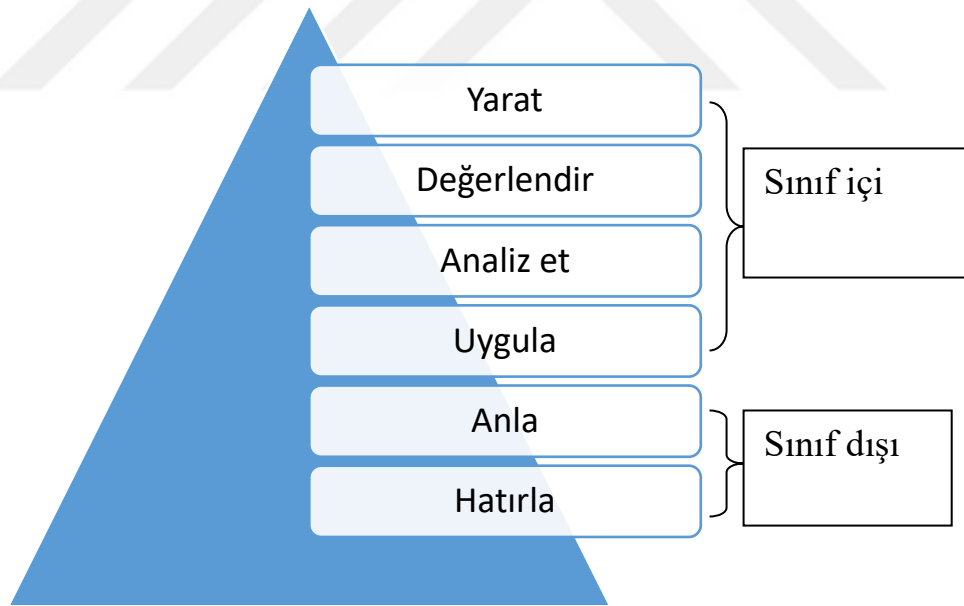 Yarat
Değerlendir
Analiz et
Uygula
Anla
Hatırla
Sınıf içi
Sınıf dışı